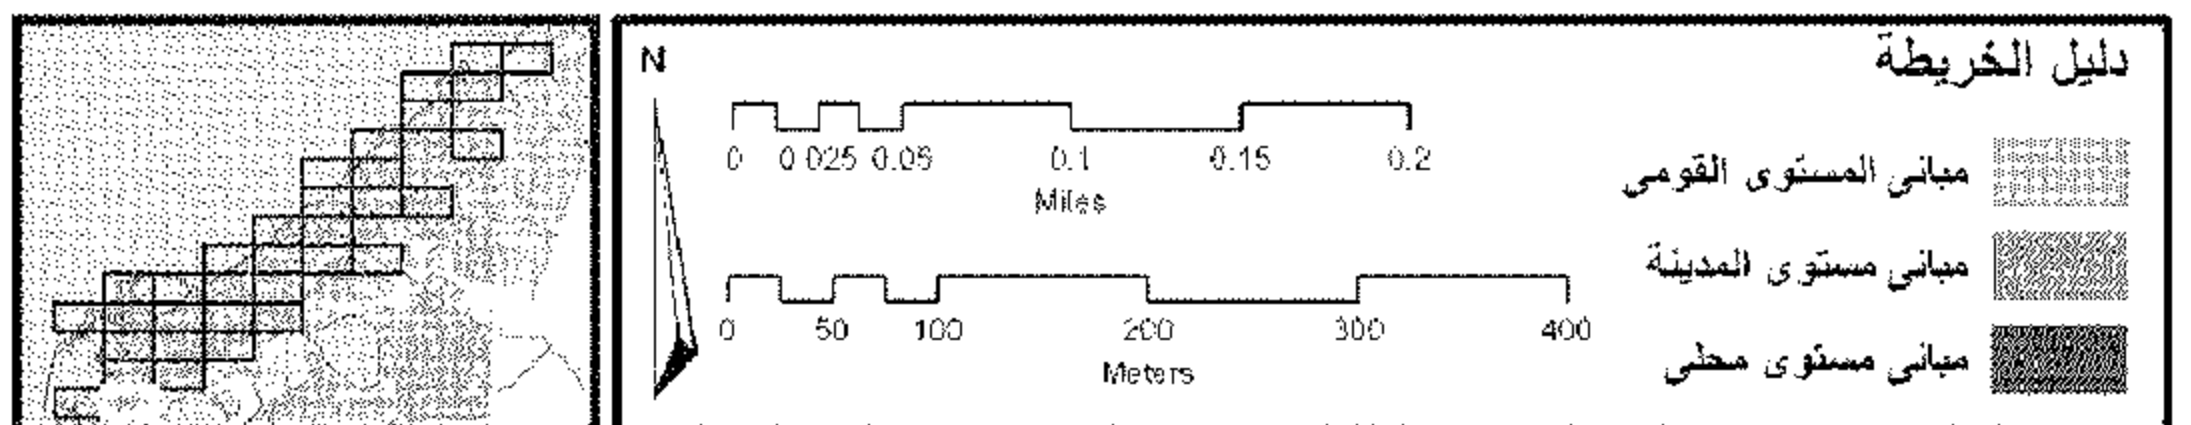 دليل الخريطة
N
0 0.025 0.05 0.1 0.15 0.2
Miles
مباني المستوى القومي
مباني مستوى المدينة
0 50 100 200 300 400
Meters
مباني مستوى محلي